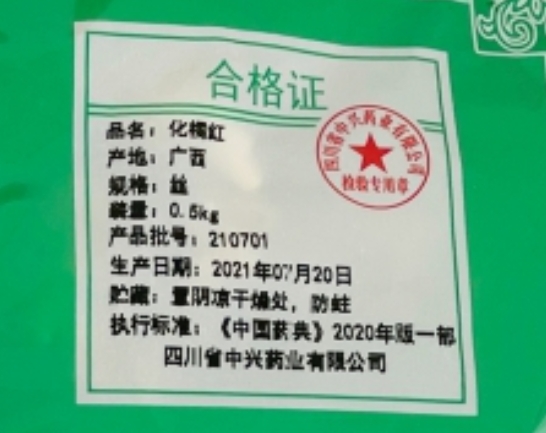 合格证
品名：化橘红
产地：广西
规格：丝
装量：0.5kg
产品批号：210701
生产日期：2021年07月20日
贮藏：置阴凉干燥处，防蛀
执行标准：《中国药典》2020年版一部
四川省中兴药业有限公司
四川省中兴药业有限公司
检验专用章